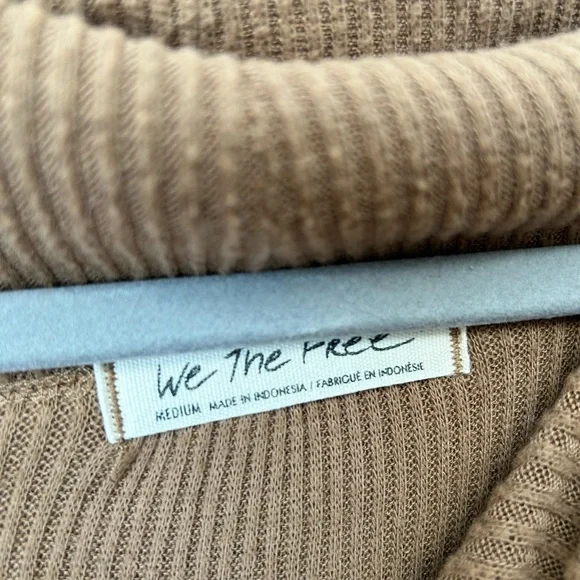 We The Free
MEDIUM MADE IN INDONESIA / FABRIQUÉ EN INDONÉSIE